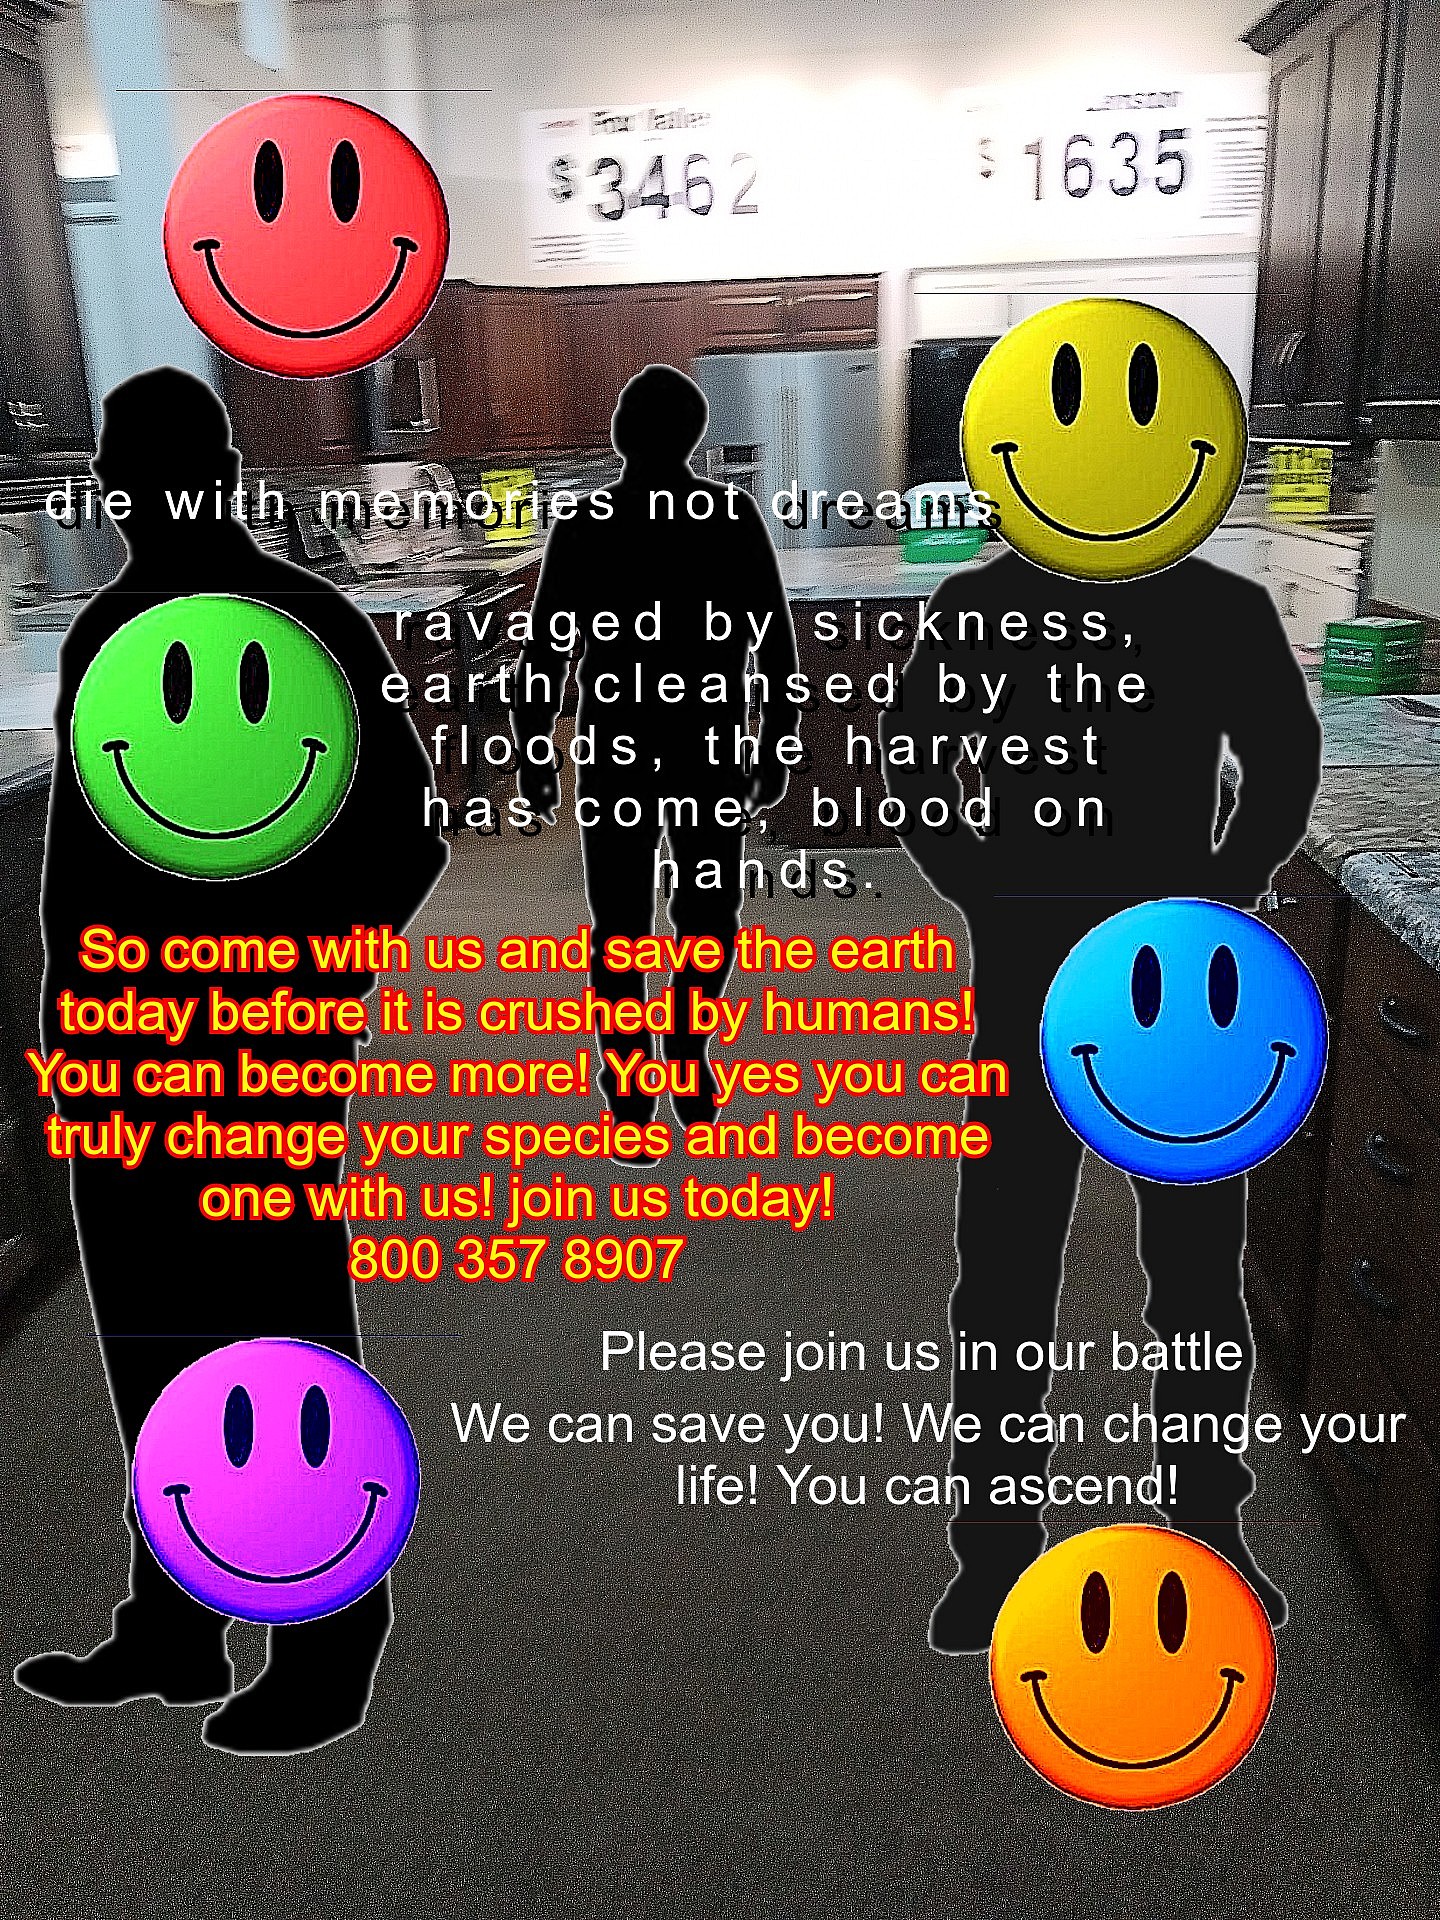 $3462
$1635
die with memories not dreams
ravaged by sickness,
earth cleansed by the
floods, the harvest
has come, blood on
hands.
So come with us and save the earth
today before it is crushed by humans!
You can become more! You yes you can
truly change your species and become
one with us! join us today!
800 357 8907
Please join us in our battle
We can save you! We can change your
life! You can ascend!